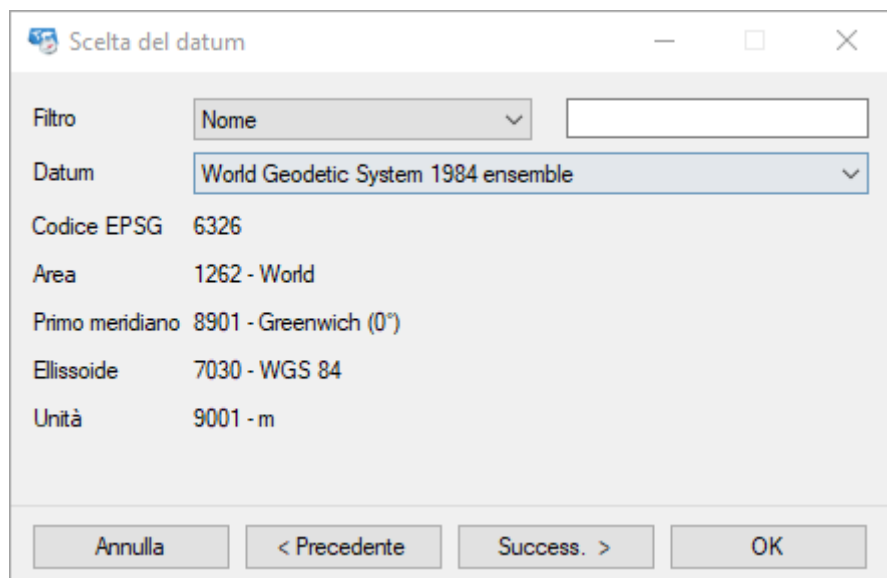 Scelta del datum
Filtro Nome
Datum World Geodetic System 1984 ensemble
Codice EPSG 6326
Area 1262 - World
Primo meridiano 8901 - Greenwich (0°)
Ellissoide 7030 - WGS 84
Unità 9001 - m
Annulla < Precedente Success. > OK